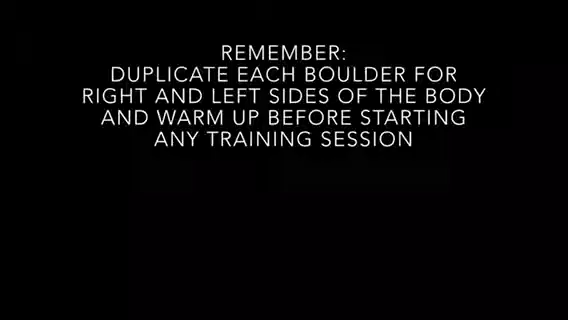 REMEMBER:
DUPLICATE EACH BOULDER FOR
RIGHT AND LEFT SIDES OF THE BODY
AND WARM UP BEFORE STARTING
ANY TRAINING SESSION